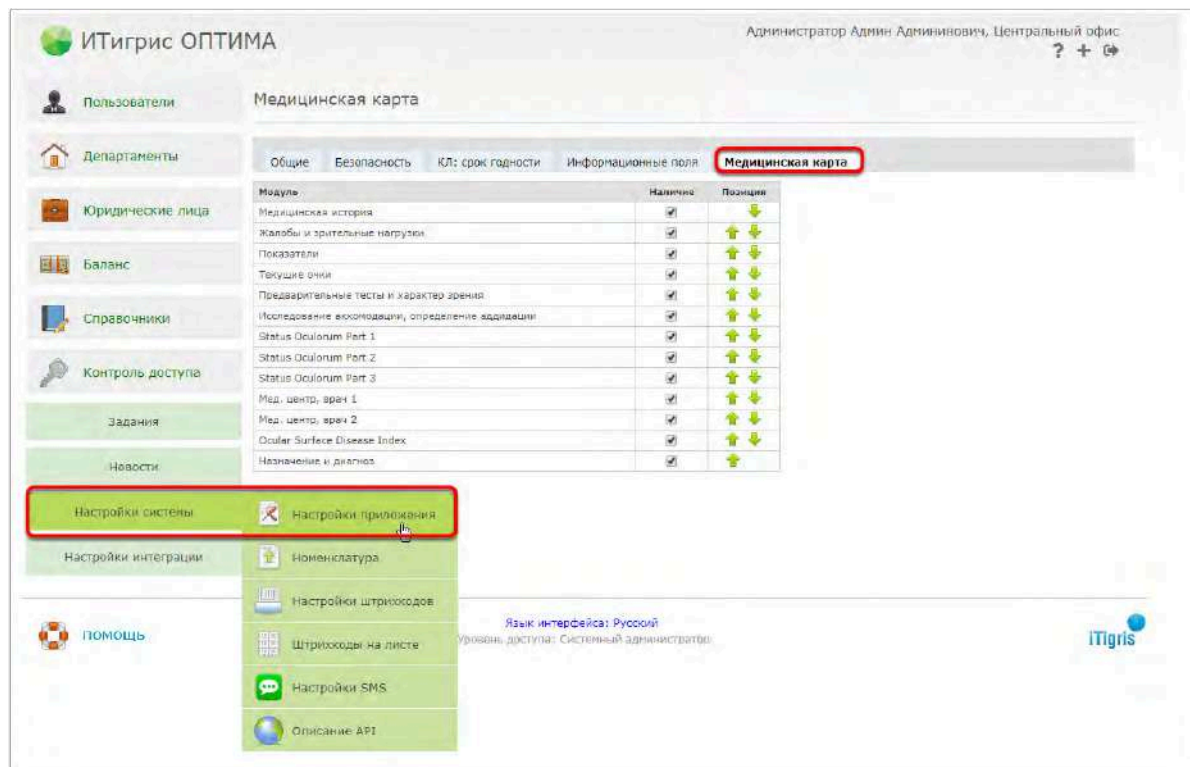 ИТигрис ОПТИМА
Администратор Админ Админинович, Центральный офис
?
Пользователи
Медицинская карта
Департаменты
Общие Безопасность КЛ: срок годности Информационные поля Медицинская карта
Модуль Наличие Позиция
Медицинская история
Юридические лица
Жалобы и зрительные нагрузки
Показатели
Баланс
Текущие очки
Предварительные тесты и характер зрения
Справочники
Исследование аккомодации, определение аддидации
Status Oculorum Part 1
Status Oculorum Part 2
Контроль доступа
Status Oculorum Part 3
Мед. центр, врач 1
Задания
Мед. центр, врач 2
Ocular Surface Disease Index
Новости
Назначение и диагноз
Настройки системы
Настройки приложения
Настройки интеграции
Номенклатура
Настройки штрихкодов
Язык интерфейса: Русский
ПОМОЩЬ
Уровень доступа: Системный администратор
iTigris
Штрихкоды на листе
Настройки SMS
Описание API